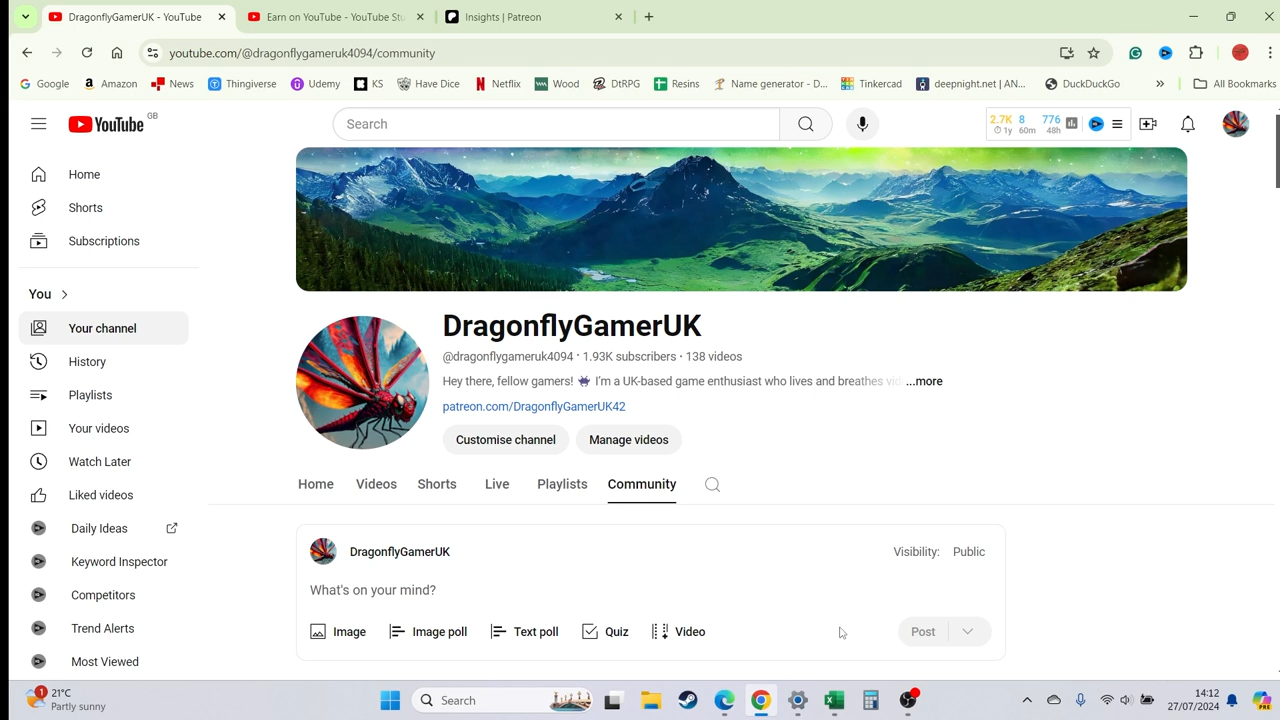 DragonflyGamerUK - YouTube
Earn on YouTube - YouTube Stu
Insights | Patreon
youtube.com/@dragonflygameruk4094/community
Google
Amazon
News
Thingiverse
Udemy
KS
Have Dice
Netflix
Wood
DtRPG
Resins
Name generator - D...
Tinkercad
deepnight.net | AN...
DuckDuckGo
All Bookmarks
YouTube GB
Search
2.7K 8 776
1y 60m 48h
Home
Shorts
Subscriptions
You
Your channel
History
Playlists
Your videos
Watch Later
Liked videos
Daily Ideas
Keyword Inspector
Competitors
Trend Alerts
Most Viewed
DragonflyGamerUK
@dragonflygameruk4094 · 1.93K subscribers · 138 videos
Hey there, fellow gamers! 👾 I'm a UK-based game enthusiast who lives and breathes vid ...more
patreon.com/DragonflyGamerUK42
Customise channel
Manage videos
Home Videos Shorts Live Playlists Community
DragonflyGamerUK
Visibility: Public
What's on your mind?
Image
Image poll
Text poll
Quiz
Video
Post
1
21°C
Partly sunny
Search
14:12
27/07/2024